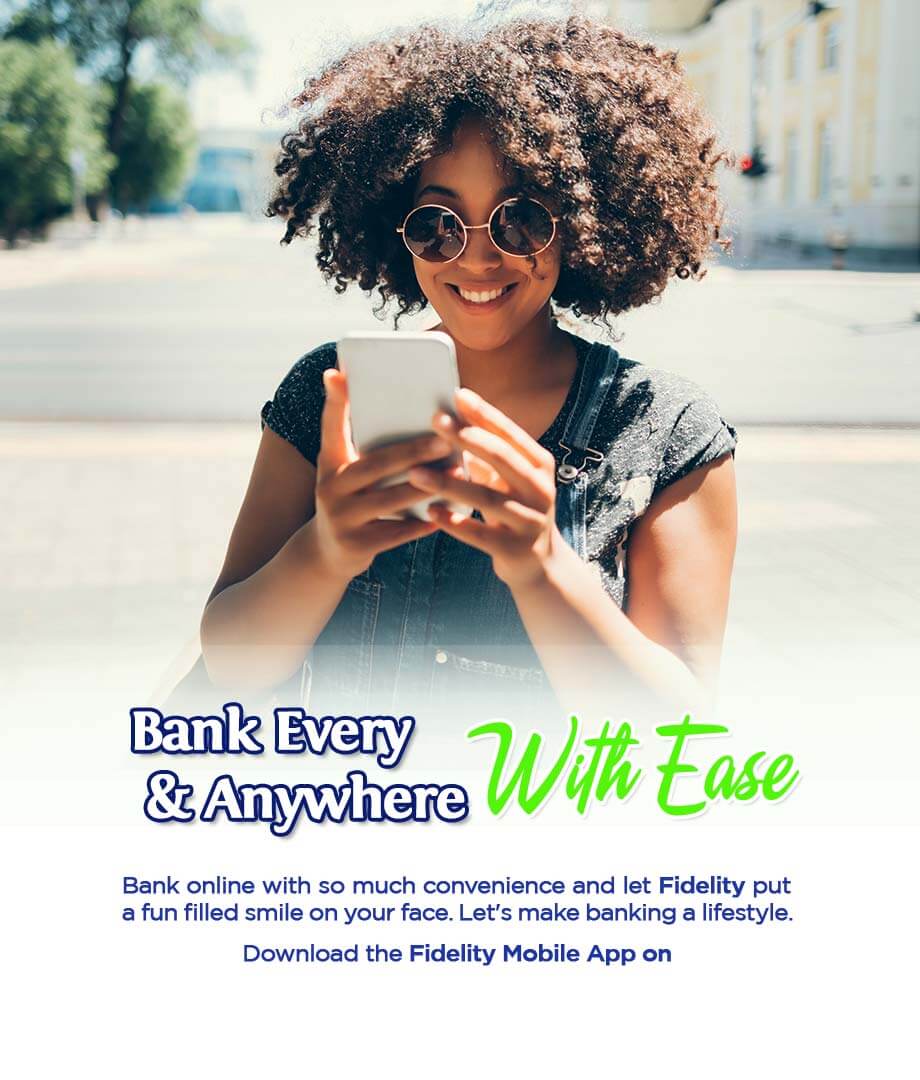 Bank Every
& Anywhere
With Ease
Bank online with so much convenience and let Fidelity put
a fun filled smile on your face. Let's make banking a lifestyle.
Download the Fidelity Mobile App on